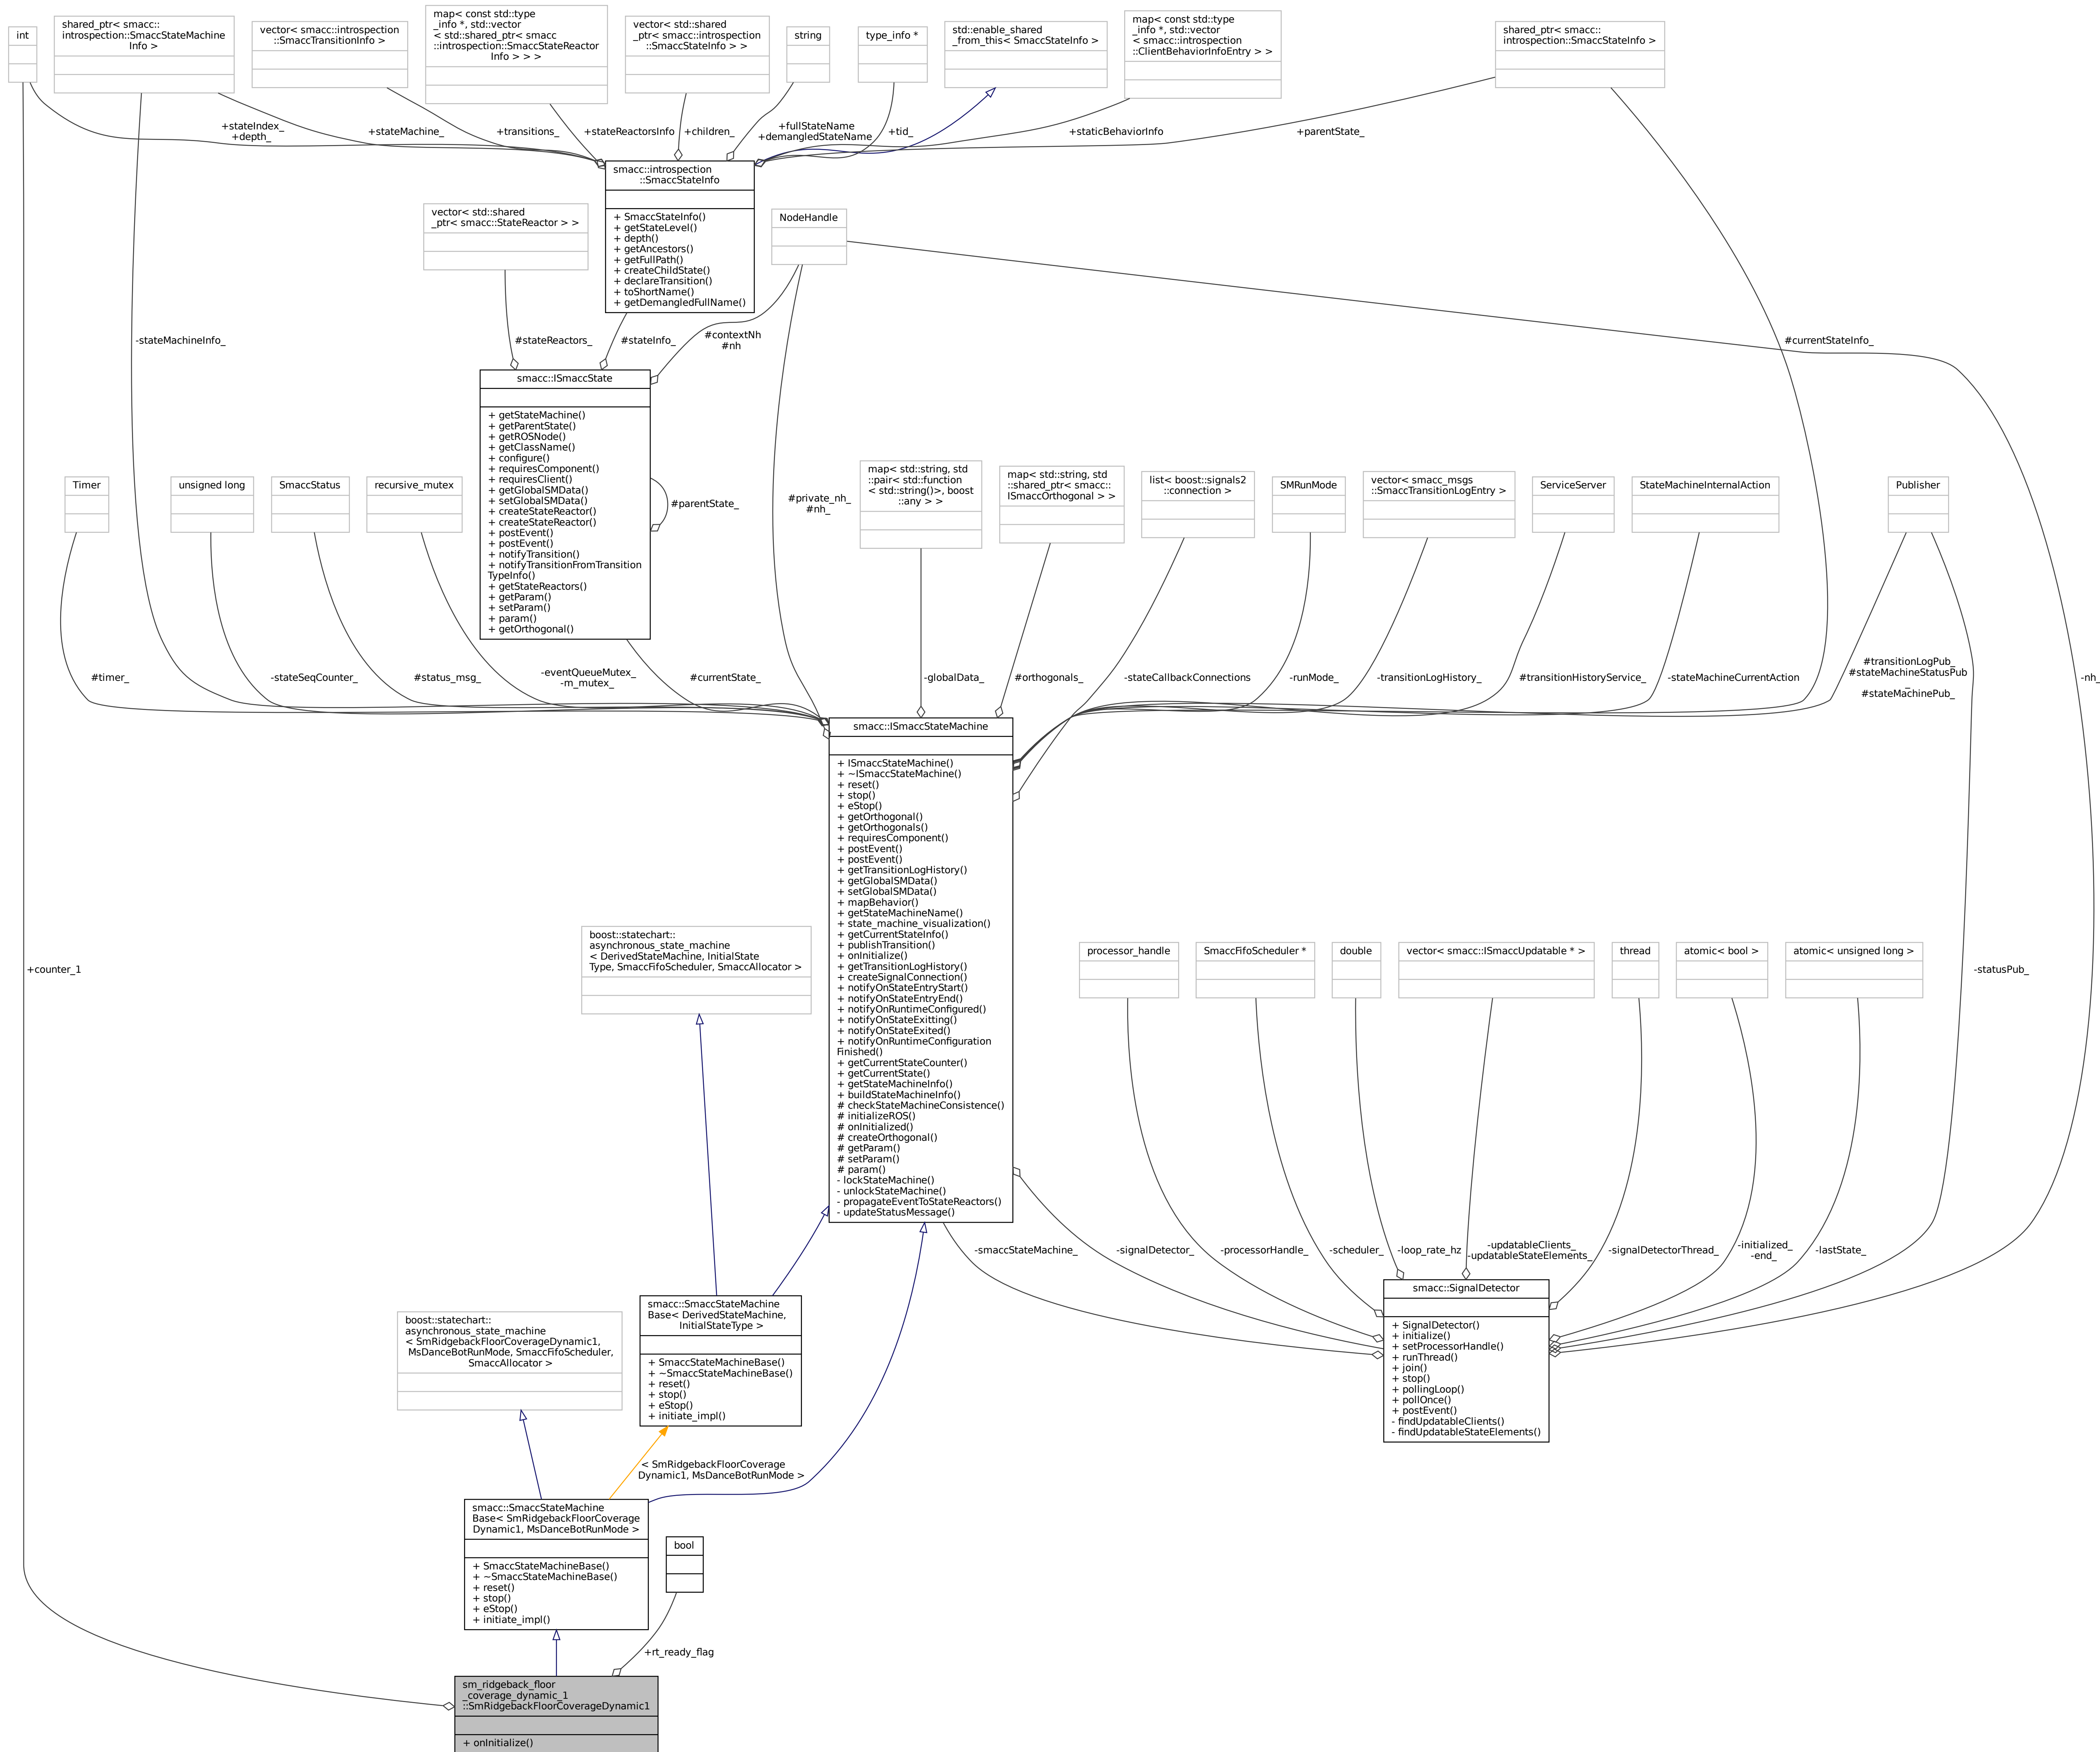 int
shared_ptr< smacc::
introspection::SmaccStateMachine
Info >
vector< smacc::introspection
::SmaccTransitionInfo >
map< const std::type
_info *, std::vector
< std::shared_ptr< smacc
::introspection::SmaccStateReactor
Info > > >
vector< std::shared
_ptr< smacc::introspection
::SmaccStateInfo > >
string
type_info *
std::enable_shared
_from_this< SmaccStateInfo >
map< const std::type
_info *, std::vector
< smacc::introspection
::ClientBehaviorInfoEntry > >
shared_ptr< smacc::
introspection::SmaccStateInfo >
+stateIndex_
+depth_
+stateMachine_
+transitions_
+stateReactorsInfo
+children_
+fullStateName
+demangledStateName
+tid_
+staticBehaviorInfo
+parentState_
smacc::introspection
::SmaccStateInfo
+ SmaccStateInfo()
+ getStateLevel()
+ depth()
+ getAncestors()
+ getFullPath()
+ createChildState()
+ declareTransition()
+ toShortName()
+ getDemangledFullName()
vector< std::shared
_ptr< smacc::StateReactor > >
NodeHandle
-stateMachineInfo_
#stateReactors_
#stateInfo_
#contextNh
#nh
#currentStateInfo_
smacc::ISmaccState
+ getStateMachine()
+ getParentState()
+ getROSNode()
+ getClassName()
+ configure()
+ requiresComponent()
+ requiresClient()
+ getGlobalSMData()
+ setGlobalSMData()
+ createStateReactor()
+ createStateReactor()
+ postEvent()
+ postEvent()
+ notifyTransition()
+ notifyTransitionFromTransition
TypeInfo()
+ getStateReactors()
+ getParam()
+ setParam()
+ param()
+ getOrthogonal()
#parentState_
#private_nh_
#nh_
Timer
unsigned long
SmaccStatus
recursive_mutex
map< std::string, std
::pair< std::function
< std::string()>, boost
::any > >
map< std::string, std
::shared_ptr< smacc::
ISmaccOrthogonal > >
list< boost::signals2
::connection >
SMRunMode
vector< smacc_msgs
::SmaccTransitionLogEntry >
ServiceServer
StateMachineInternalAction
Publisher
#timer_
-stateSeqCounter_
#status_msg_
-eventQueueMutex_
-m_mutex_
#currentState_
-globalData_
#orthogonals_
-stateCallbackConnections
-runMode_
-transitionLogHistory_
#transitionHistoryService_
-stateMachineCurrentAction
#transitionLogPub_
#stateMachineStatusPub
_
#stateMachinePub_
-nh_
smacc::ISmaccStateMachine
+ ISmaccStateMachine()
+ ~ISmaccStateMachine()
+ reset()
+ stop()
+ eStop()
+ getOrthogonal()
+ getOrthogonals()
+ requiresComponent()
+ postEvent()
+ postEvent()
+ getTransitionLogHistory()
+ getGlobalSMData()
+ setGlobalSMData()
+ mapBehavior()
+ getStateMachineName()
+ state_machine_visualization()
+ getCurrentStateInfo()
+ publishTransition()
+ onInitialize()
+ getTransitionLogHistory()
+ createSignalConnection()
+ notifyOnStateEntryStart()
+ notifyOnStateEntryEnd()
+ notifyOnRuntimeConfigured()
+ notifyOnStateExitting()
+ notifyOnStateExited()
+ notifyOnRuntimeConfiguration
Finished()
+ getCurrentStateCounter()
+ getCurrentState()
+ getStateMachineInfo()
+ buildStateMachineInfo()
# checkStateMachineConsistence()
# initializeROS()
# onInitialized()
# createOrthogonal()
# getParam()
# setParam()
# param()
- lockStateMachine()
- unlockStateMachine()
- propagateEventToStateReactors()
- updateStatusMessage()
boost::statechart::
asynchronous_state_machine
< DerivedStateMachine, InitialState
Type, SmaccFifoScheduler, SmaccAllocator >
processor_handle
SmaccFifoScheduler *
double
vector< smacc::ISmaccUpdatable * >
thread
atomic< bool >
atomic< unsigned long >
+counter_1
-statusPub_
-smaccStateMachine_
-signalDetector_
-processorHandle_
-scheduler_
-loop_rate_hz
-updatableClients_
-updatableStateElements_
-signalDetectorThread_
-initialized_
-end_
-lastState_
smacc::SignalDetector
+ SignalDetector()
+ initialize()
+ setProcessorHandle()
+ runThread()
+ join()
+ stop()
+ pollingLoop()
+ pollOnce()
+ postEvent()
- findUpdatableClients()
- findUpdatableStateElements()
smacc::SmaccStateMachine
Base< DerivedStateMachine,
InitialStateType >
+ SmaccStateMachineBase()
+ ~SmaccStateMachineBase()
+ reset()
+ stop()
+ eStop()
+ initiate_impl()
boost::statechart::
asynchronous_state_machine
< SmRidgebackFloorCoverageDynamic1,
MsDanceBotRunMode, SmaccFifoScheduler,
SmaccAllocator >
< SmRidgebackFloorCoverage
Dynamic1, MsDanceBotRunMode >
smacc::SmaccStateMachine
Base< SmRidgebackFloorCoverage
Dynamic1, MsDanceBotRunMode >
+ SmaccStateMachineBase()
+ ~SmaccStateMachineBase()
+ reset()
+ stop()
+ eStop()
+ initiate_impl()
bool
+rt_ready_flag
sm_ridgeback_floor
_coverage_dynamic_1
::SmRidgebackFloorCoverageDynamic1
+ onInitialize()